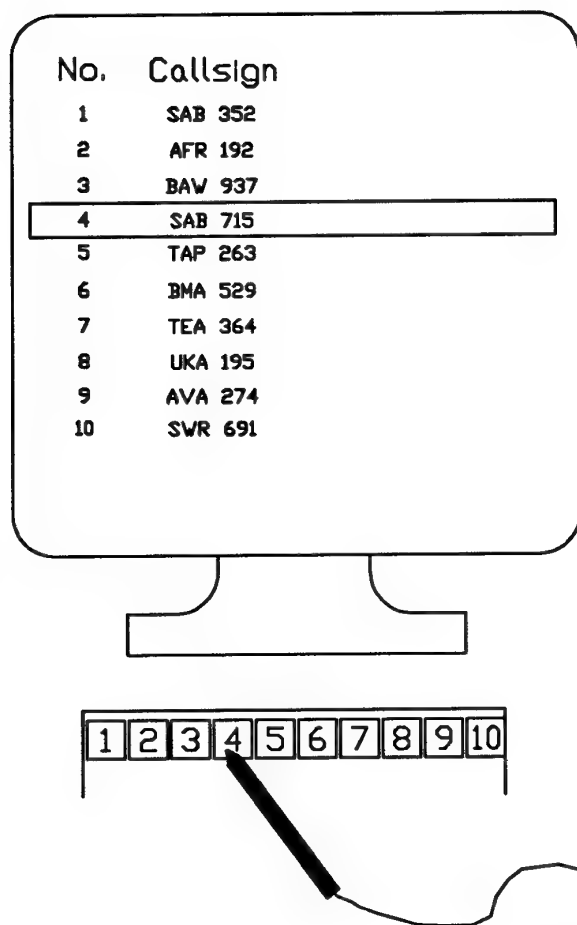 No. Callsign
1 SAB 352
2 AFR 192
3 BAW 937
4 SAB 715
5 TAP 263
6 BMA 529
7 TEA 364
8 UKA 195
9 AVA 274
10 SWR 691
1 2 3 4 5 6 7 8 9 10